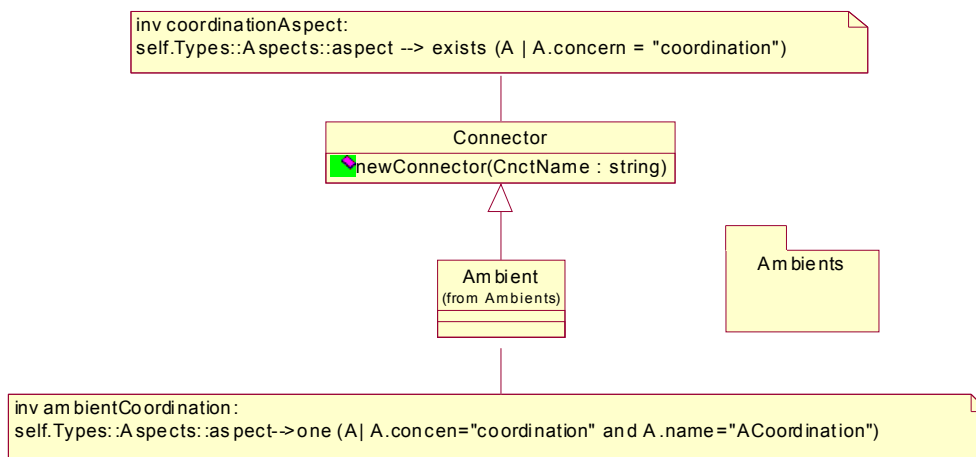 inv coordinationAspect:
self.Types::Aspects::aspect --> exists (A | A.concern = "coordination")
Connector
newConnector(CnctName : string)
Ambient
(from Ambients)
Ambients
inv ambientCoordination:
self.Types::Aspects::aspect-->one (A| A.concen="coordination" and A.name="ACoordination")